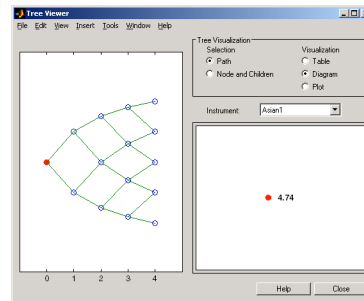 Tree Viewer
File Edit View Insert Tools Window Help
Tree Visualization
Selection
Visualization
Path
Table
Node and Children
Diagram
Plot
Instrument:
Asian1
4.74
0 1 2 3 4
Help
Close